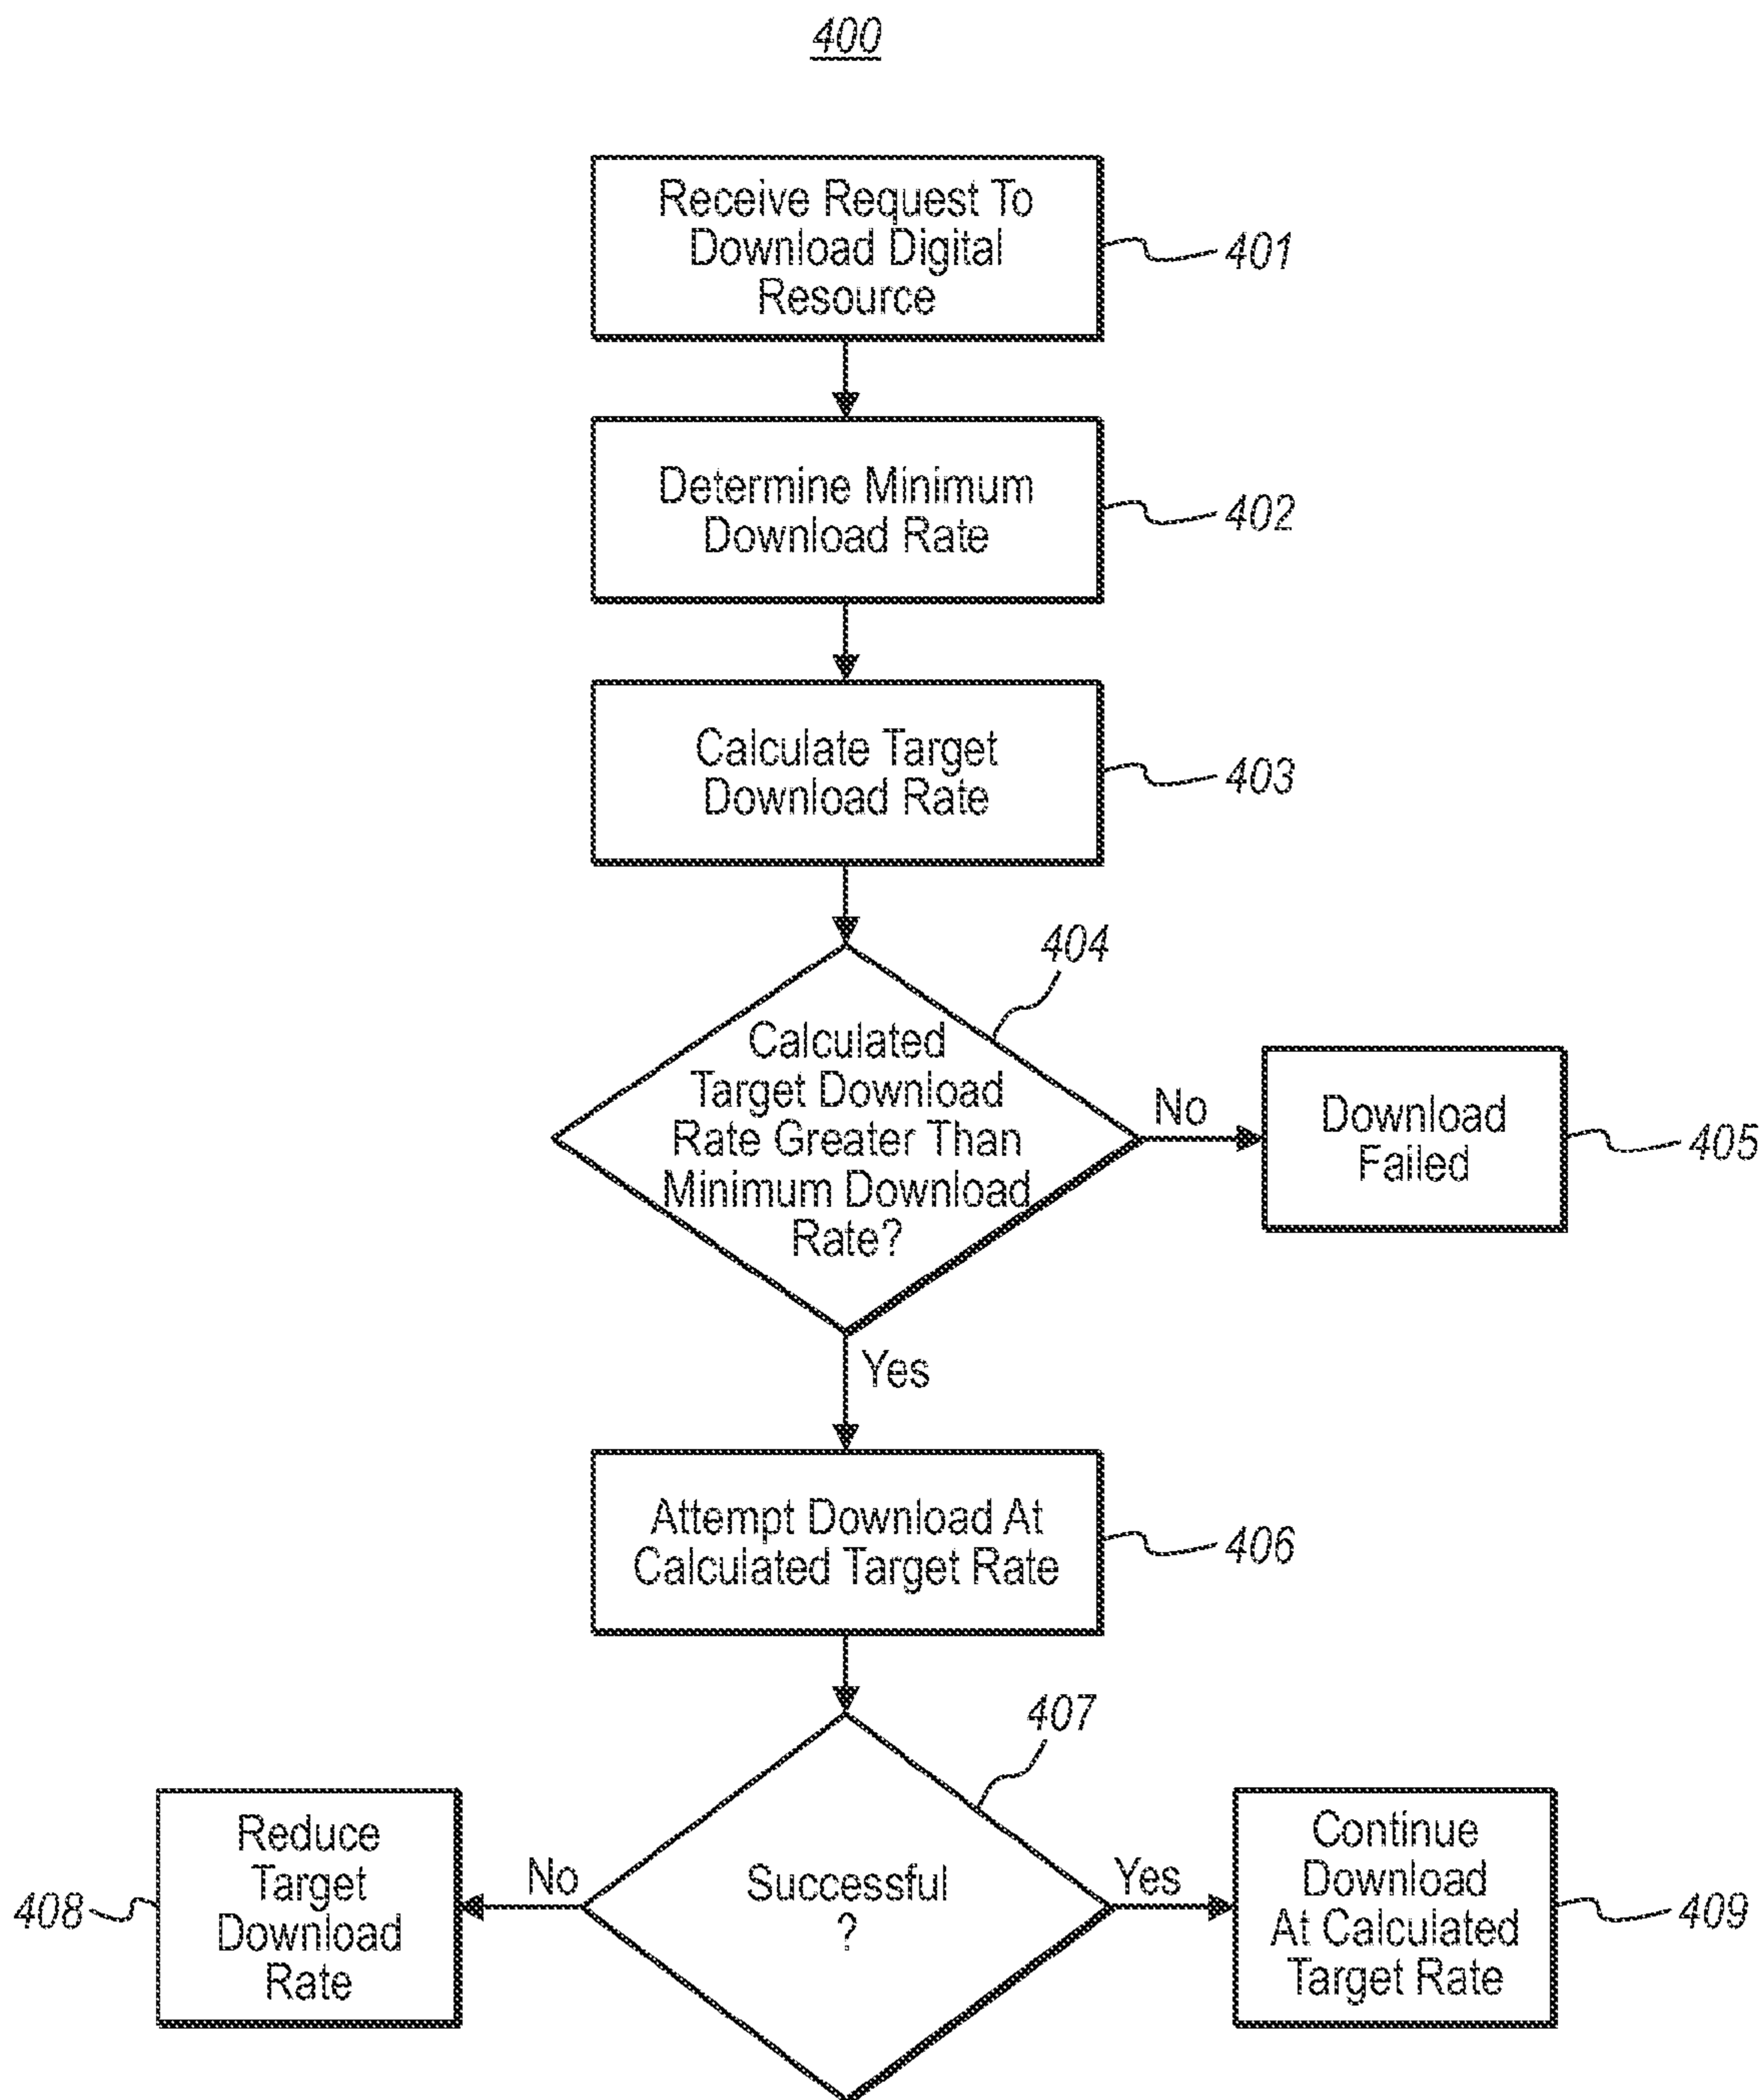 400
Receive Request To
Download Digital
Resource
401
Determine Minimum
Download Rate
402
Calculate Target
Download Rate
403
404
Calculated
Target Download
Rate Greater Than
Minimum Download
Rate?
No
Download
Failed
405
Yes
Attempt Download At
Calculated Target Rate
406
407
Successful
?
No
Reduce
Target
Download
Rate
408
Yes
Continue
Download
At Calculated
Target Rate
409